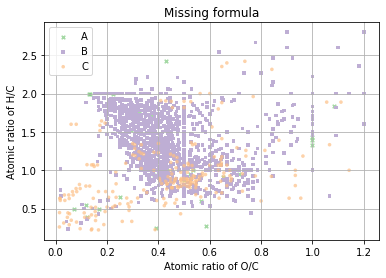 Missing formula
A
B
C
Atomic ratio of H/C
2.5
2.0
1.5
1.0
0.5
0.0 0.2 0.4 0.6 0.8 1.0 1.2
Atomic ratio of O/C